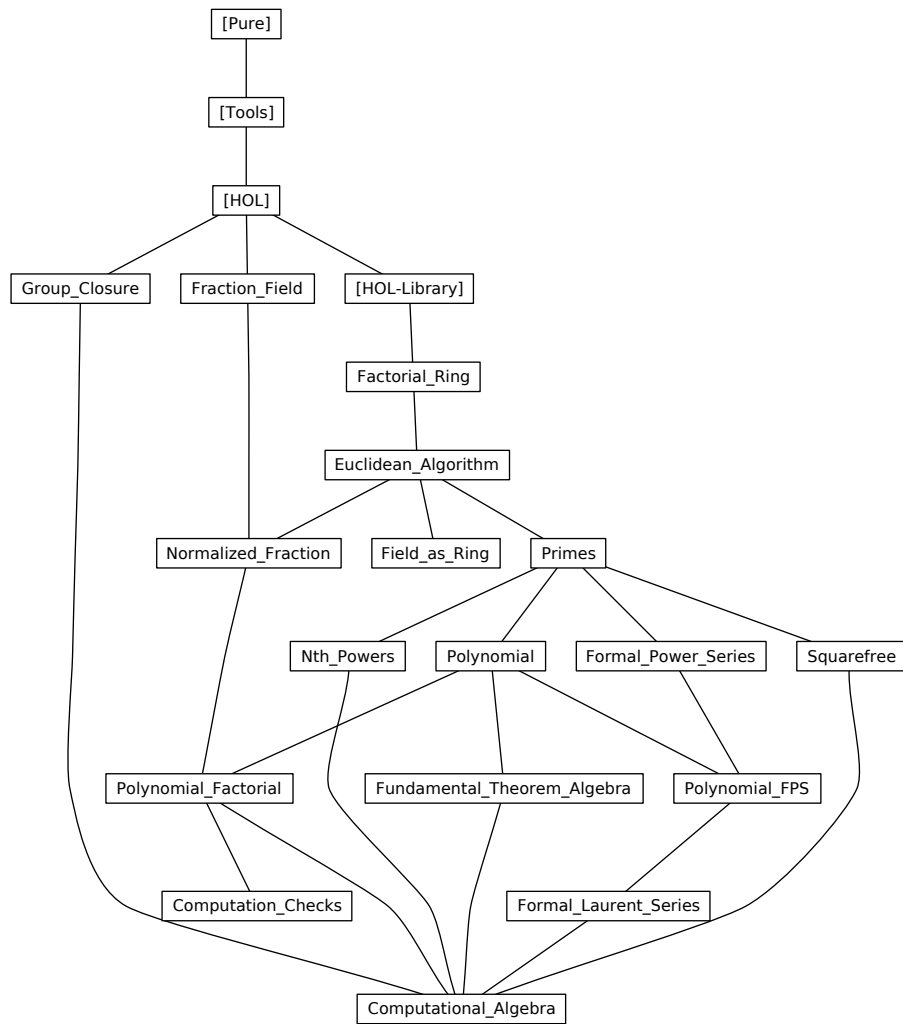 [Pure]
[Tools]
[HOL]
Group_Closure
Fraction_Field
[HOL-Library]
Factorial_Ring
Euclidean_Algorithm
Normalized_Fraction
Field_as_Ring
Primes
Nth_Powers
Polynomial
Formal_Power_Series
Squarefree
Polynomial_Factorial
Fundamental_Theorem_Algebra
Polynomial_FPS
Computation_Checks
Formal_Laurent_Series
Computational_Algebra